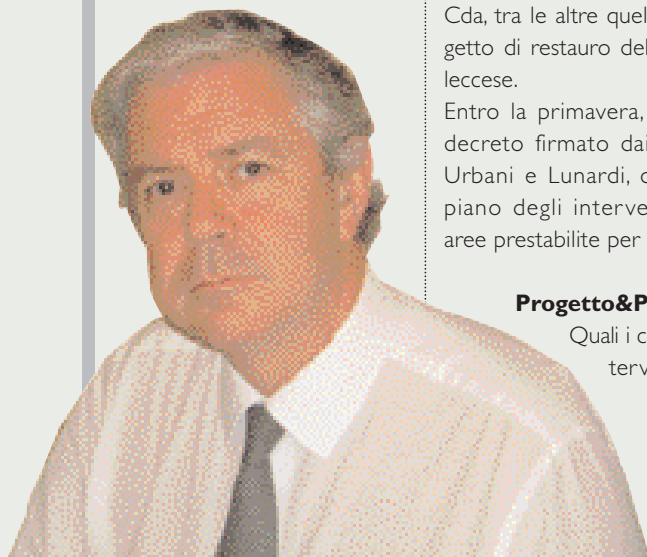 Cda, tra le altre quel
getto di restauro del
leccese.
Entro la primavera,
decreto firmato dai
Urbani e Lunardi, c
piano degli interve
aree prestabilite per
Progetto&P
Quali i c
terv